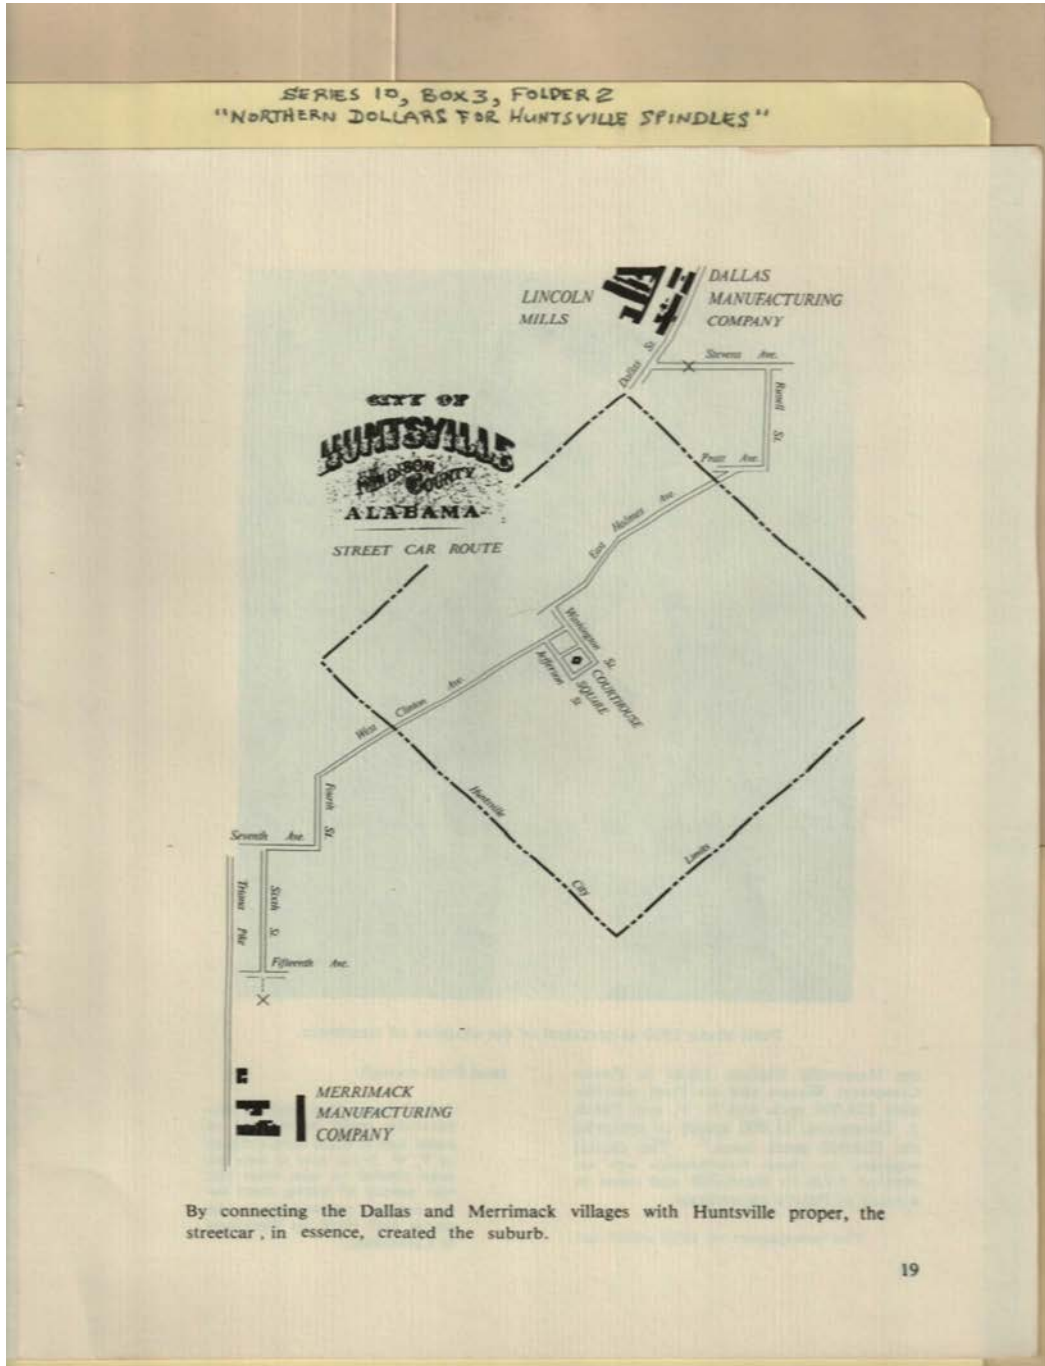 SERIES 10, BOX 3, FOLDER 2
"NORTHERN DOLLARS FOR HUNTSVILLE SPINDLES"
LINCOLN
MILLS
DALLAS
MANUFACTURING
COMPANY
Dallas St.
Stevens Ave.
Russell St.
Pratt Ave.
CITY OF
HUNTSVILLE
MADISON
COUNTY
ALABAMA
STREET CAR ROUTE
East Holmes Ave.
Washington St.
Jefferson St.
COURTHOUSE
SQUARE
West Clinton Ave.
Fourth St.
Huntsville City Limits
Seventh Ave.
Triana Pke
Sixth St.
Fifteenth Ave.
MERRIMACK
MANUFACTURING
COMPANY
By connecting the Dallas and Merrimack villages with Huntsville proper, the
streetcar, in essence, created the suburb.
19